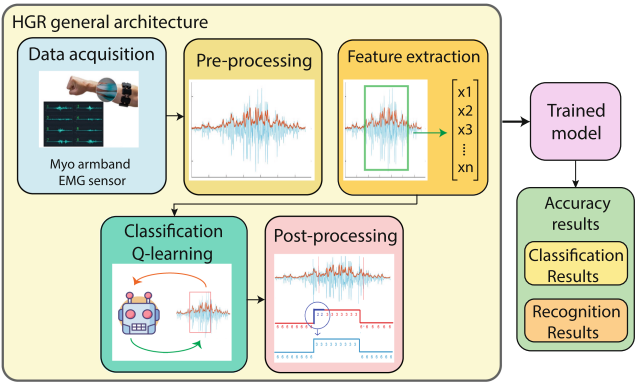 HGR general architecture
Data acquisition
Myo armband
EMG sensor
Pre-processing
Feature extraction
x1
x2
x3
xn
Trained
model
Accuracy
results
Classification
Results
Recognition
Results
Classification
Q-learning
Post-processing